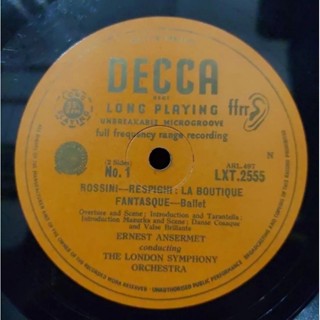 DECCA
LONG PLAYING
ffrr
UNBREAKABLE MICROGROOVE
full frequency range recording
(2 Sides)
No. 1
ARL.497
LXT.2555
N
ROSSINI—RESPIGHI: LA BOUTIQUE
FANTASQUE—Ballet
Overture and Scene; Introduction and Tarantella;
Introduction Mazurka and Scene; Danse Cosaque
and Valse Brillante
ERNEST ANSERMET
conducting
THE LONDON SYMPHONY
ORCHESTRA